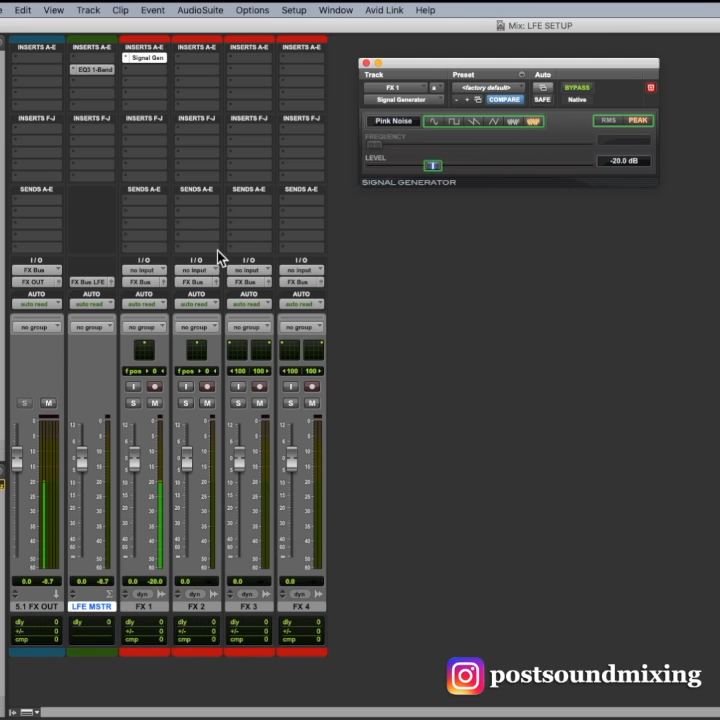 Edit View Track Clip Event AudioSuite Options Setup Window Avid Link Help
Mix: LFE SETUP
INSERTS A-E INSERTS A-E INSERTS A-E INSERTS A-E INSERTS A-E INSERTS A-E
Signal Gen
EQ3 1-Band
INSERTS F-J INSERTS F-J INSERTS F-J INSERTS F-J INSERTS F-J INSERTS F-J
SENDS A-E SENDS A-E SENDS A-E SENDS A-E SENDS A-E
I / O I / O I / O I / O I / O
FX Bus no input no input no input no input
FX OUT FX Bus LFE FX Bus FX Bus FX Bus FX Bus
AUTO AUTO AUTO AUTO AUTO AUTO
auto read auto read auto read auto read auto read auto read
no group no group no group no group no group no group
f pos 0 f pos 0 100 100 100 100
I I I I
S M S M S M S M S M
0.0 -8.7 0.0 -8.7 0.0 -20.0 0.0 0.0 0.0
dyn dyn dyn dyn
5.1 FX OUT LFE MSTR FX 1 FX 2 FX 3 FX 4
dly 0 dly 0 dly 0 dly 0 dly 0 dly 0
+/- 0 +/- 0 +/- 0 +/- 0 +/- 0
cmp 0 cmp 0 cmp 0 cmp 0 cmp 0
Track Preset Auto
FX 1 a <factory default> BYPASS
Signal Generator - + COMPARE SAFE Native
Pink Noise RMS PEAK
FREQUENCY
LEVEL -20.0 dB
SIGNAL GENERATOR
postsoundmixing